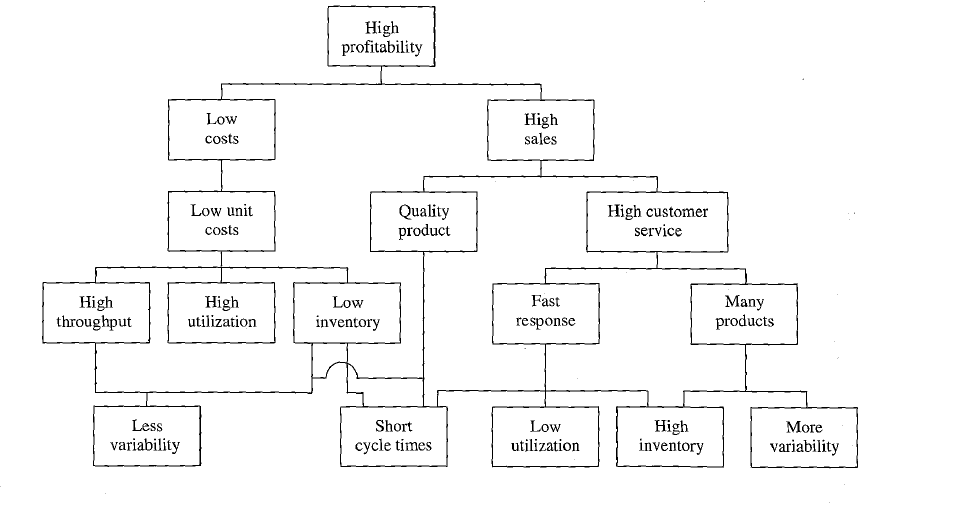 High
profitability
Low
costs
High
sales
Low unit
costs
Quality
product
High customer
service
High
throughput
High
utilization
Low
inventory
Fast
response
Many
products
Less
variability
Short
cycle times
Low
utilization
High
inventory
More
variability